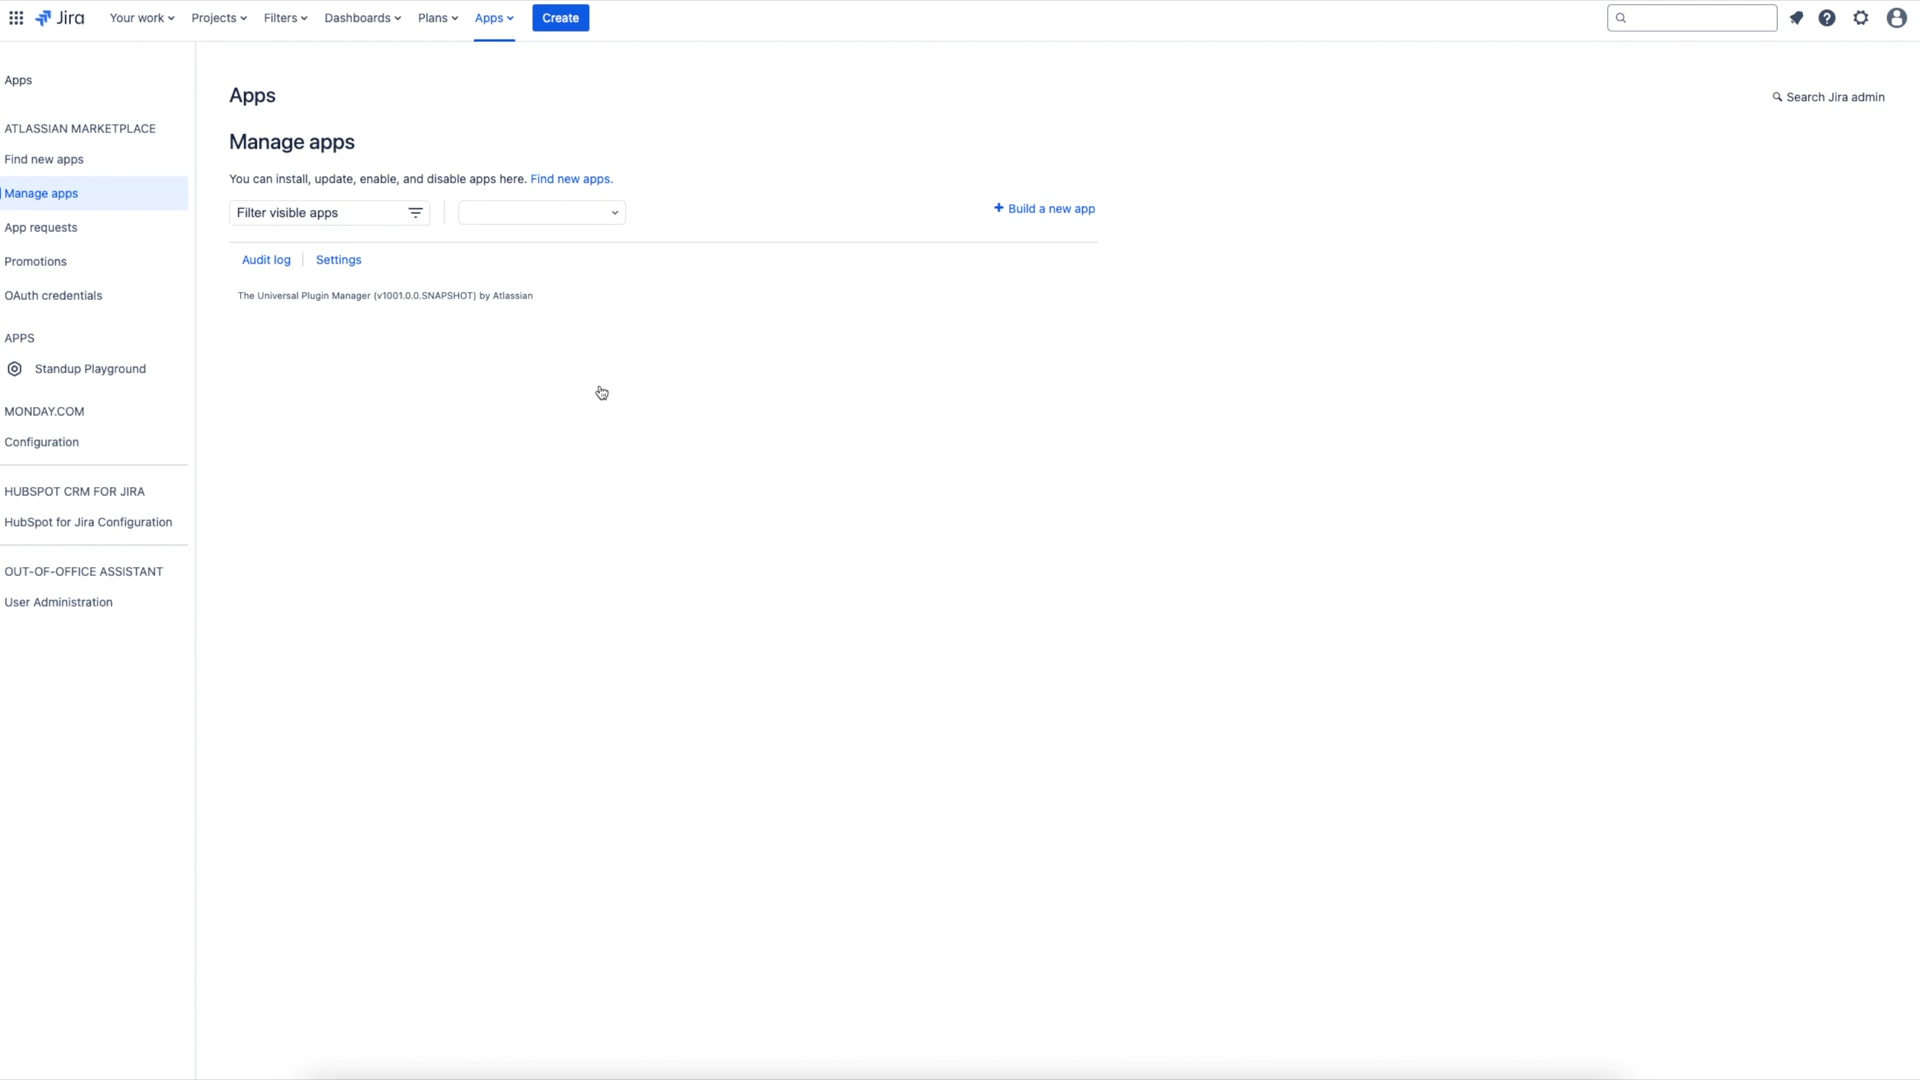 Jira Your work Projects Filters Dashboards Plans Apps Create
Apps
ATLASSIAN MARKETPLACE
Find new apps
Manage apps
App requests
Promotions
OAuth credentials
APPS
Standup Playground
MONDAY.COM
Configuration
HUBSPOT CRM FOR JIRA
HubSpot for Jira Configuration
OUT-OF-OFFICE ASSISTANT
User Administration
Apps
Search Jira admin
Manage apps
You can install, update, enable, and disable apps here. Find new apps.
Filter visible apps
+ Build a new app
Audit log Settings
The Universal Plugin Manager (v1001.0.0.SNAPSHOT) by Atlassian